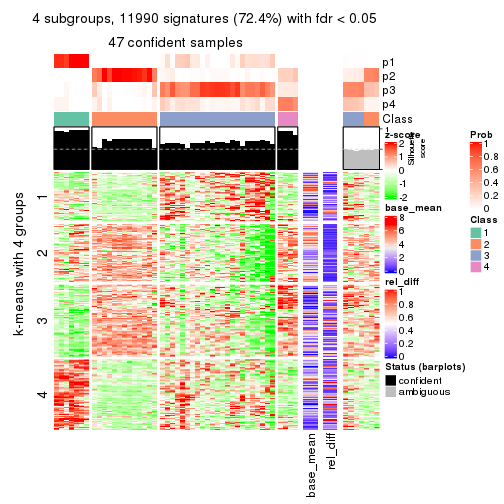 4 subgroups, 11990 signatures (72.4%) with fdr < 0.05
47 confident samples
p1
p2
p3
p4
Class
1
Silhouette
score
k-means with 4 groups
1
2
3
4
base_mean
rel_diff
z-score
2
1
0
-1
-2
base_mean
8
6
4
2
0
rel_diff
1
0.8
0.6
0.4
0.2
0
Status (barplots)
confident
ambiguous
Prob
1
0.8
0.6
0.4
0.2
0
Class
1
2
3
4